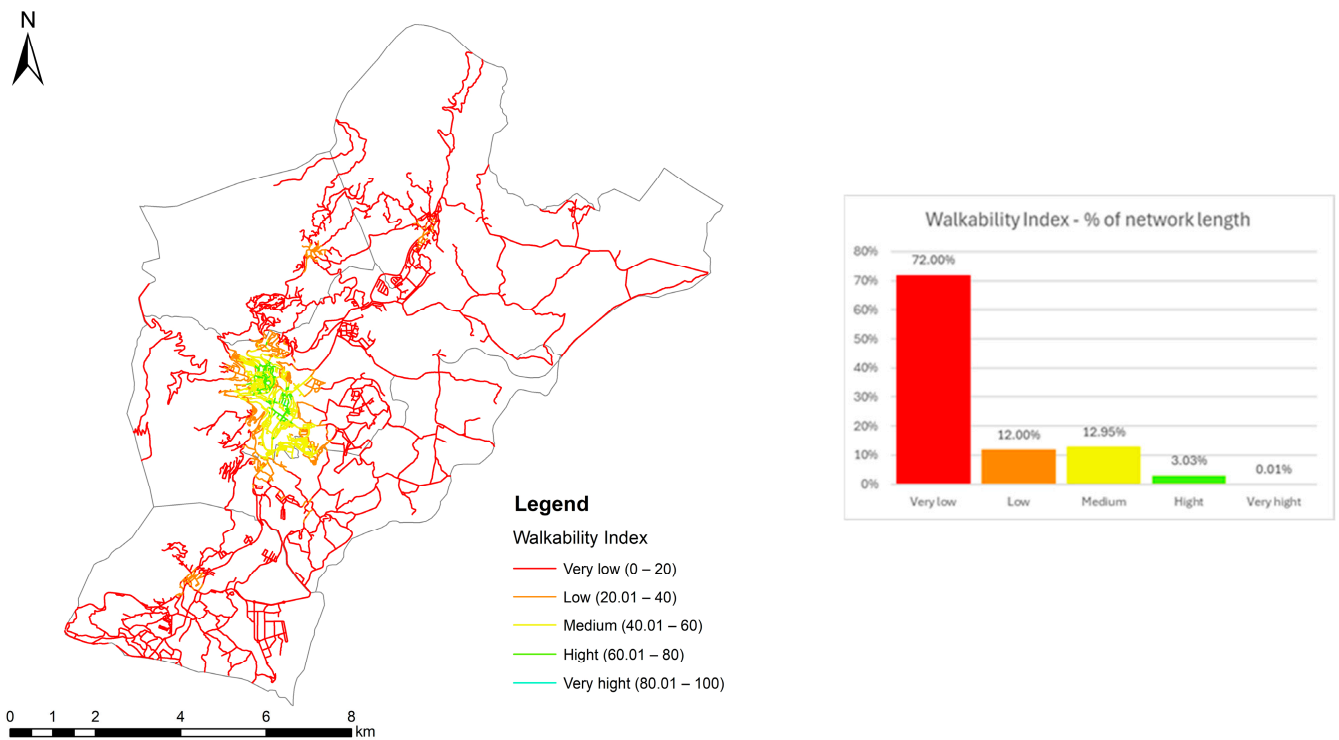 N
Legend
Walkability Index
Very low (0 – 20)
Low (20.01 – 40)
Medium (40.01 – 60)
Hight (60.01 – 80)
Very hight (80.01 – 100)
0 1 2 4 6 8
km
Walkability Index - % of network length
80%
70%
60%
50%
40%
30%
20%
10%
0%
72.00%
12.00%
12.95%
3.03%
0.01%
Very low Low Medium Hight Very hight